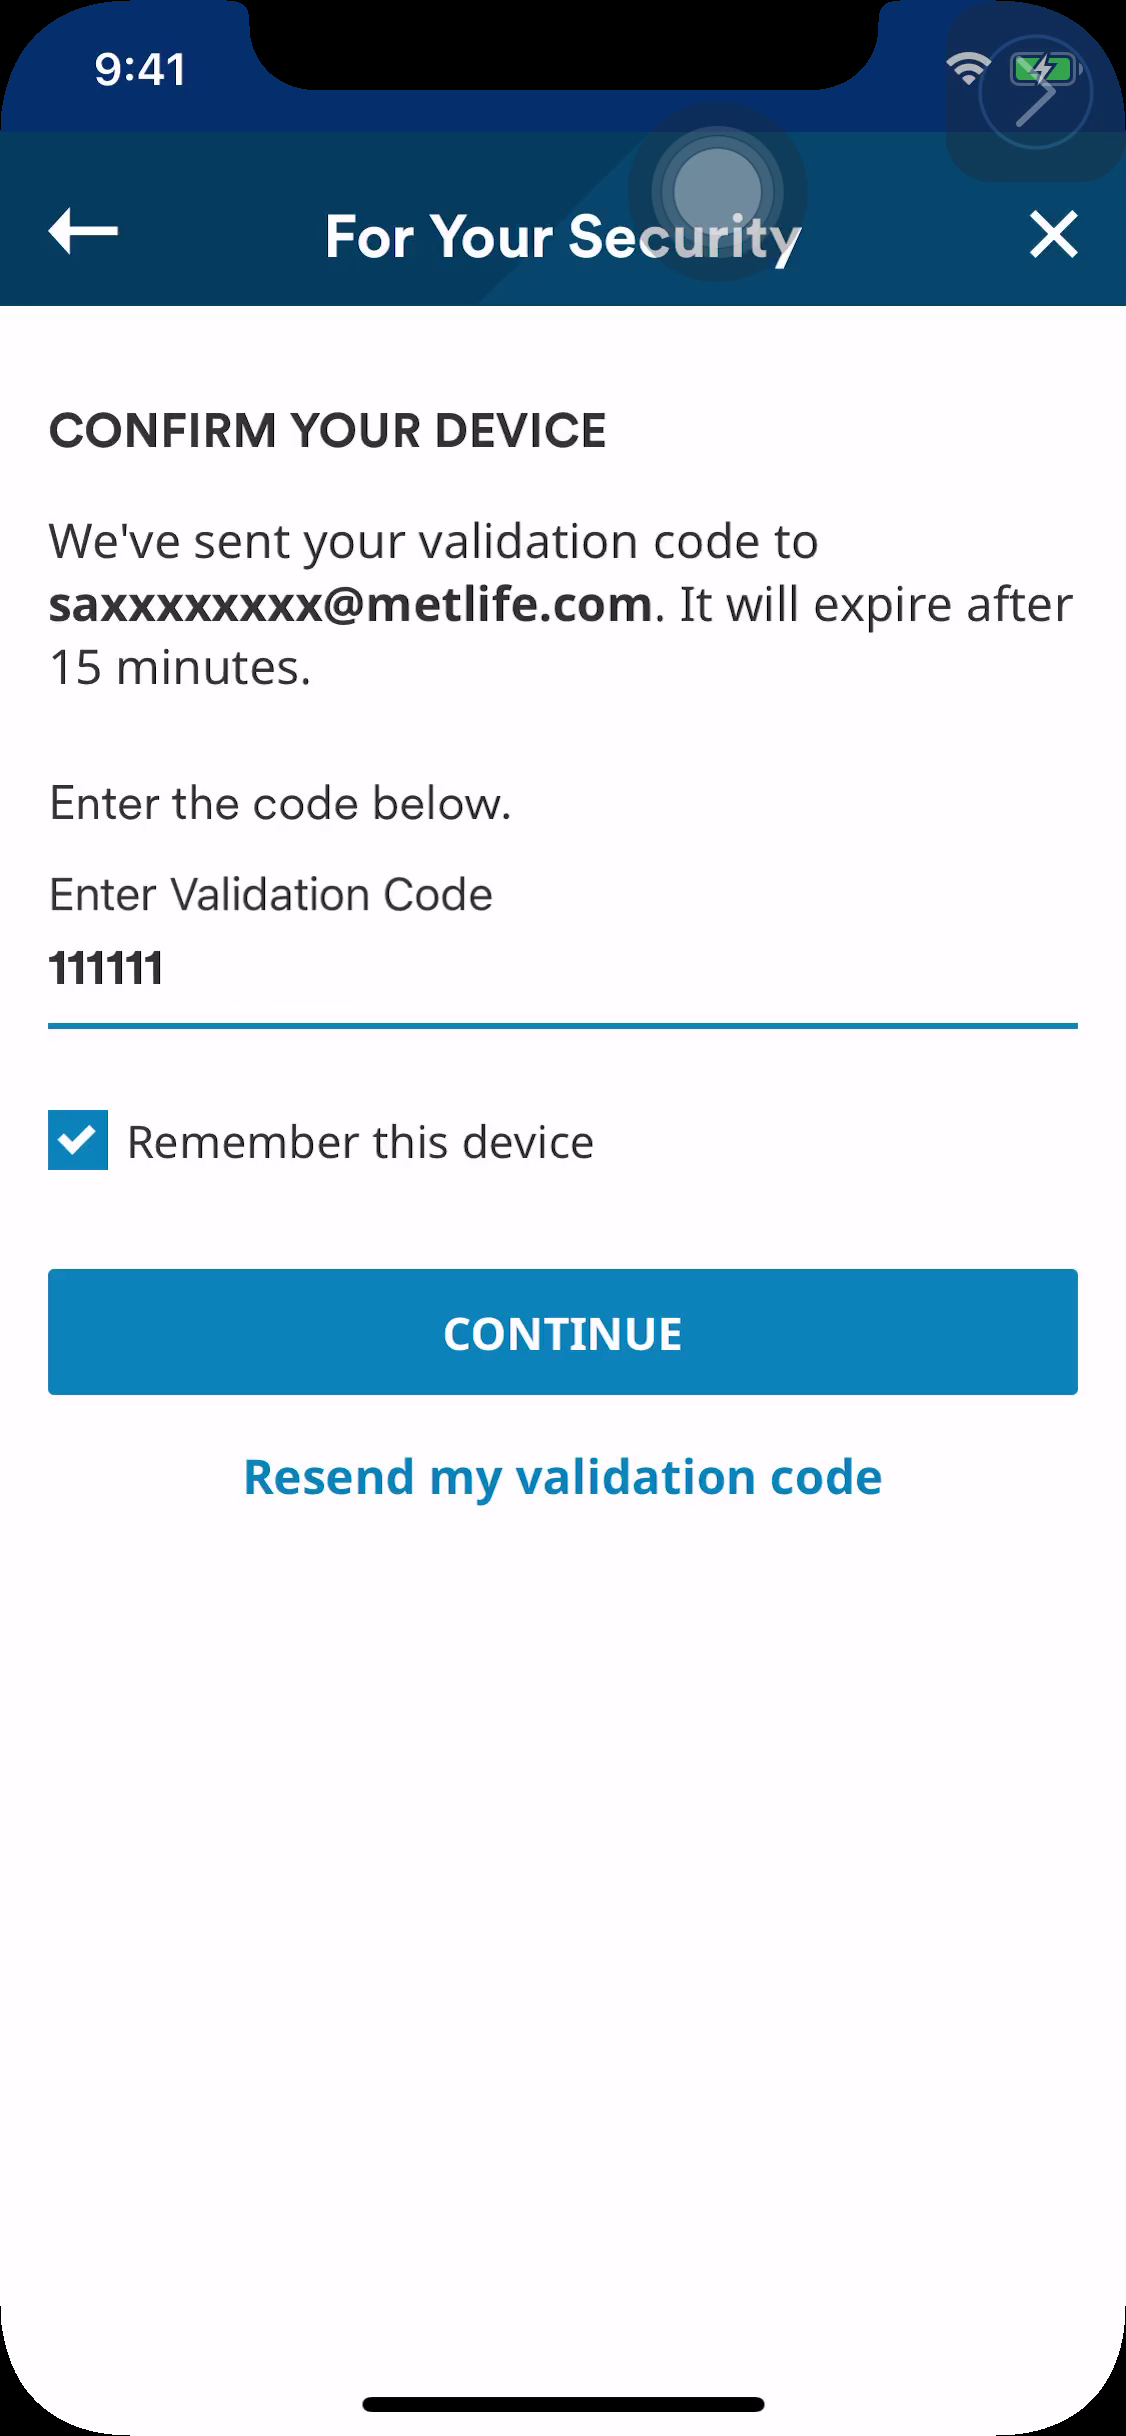 9:41
For Your Security
CONFIRM YOUR DEVICE
We've sent your validation code to
saxxxxxxxxx@metlife.com. It will expire after
15 minutes.
Enter the code below.
Enter Validation Code
111111
Remember this device
CONTINUE
Resend my validation code